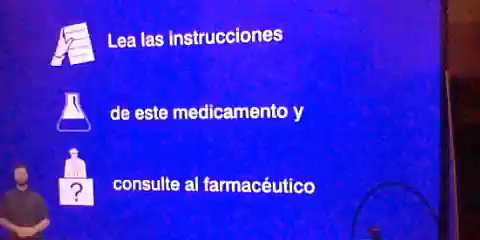 Lea las instrucciones
de este medicamento y
consulte al farmacéutico
?